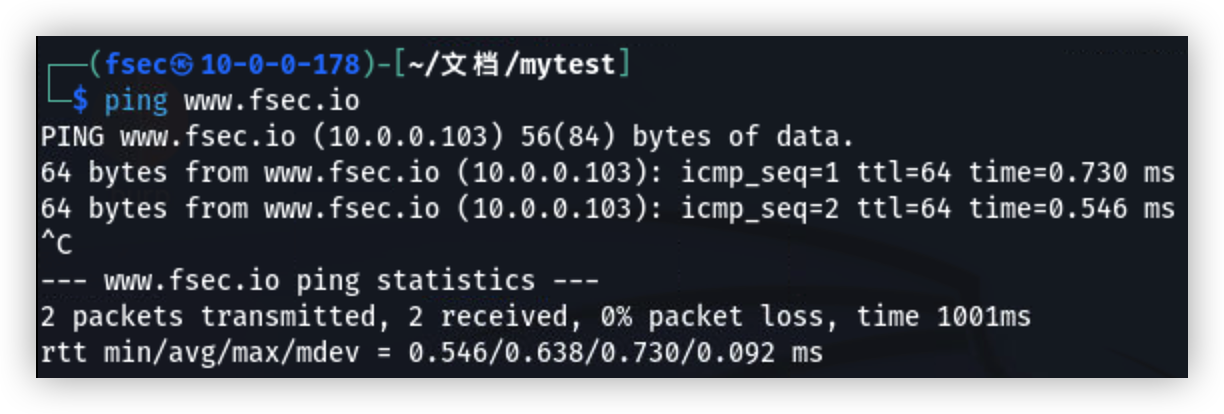 ┌──(fsec㉿10-0-0-178)-[~/文档/mytest]
└─$ ping www.fsec.io
PING www.fsec.io (10.0.0.103) 56(84) bytes of data.
64 bytes from www.fsec.io (10.0.0.103): icmp_seq=1 ttl=64 time=0.730 ms
64 bytes from www.fsec.io (10.0.0.103): icmp_seq=2 ttl=64 time=0.546 ms
^C
--- www.fsec.io ping statistics ---
2 packets transmitted, 2 received, 0% packet loss, time 1001ms
rtt min/avg/max/mdev = 0.546/0.638/0.730/0.092 ms